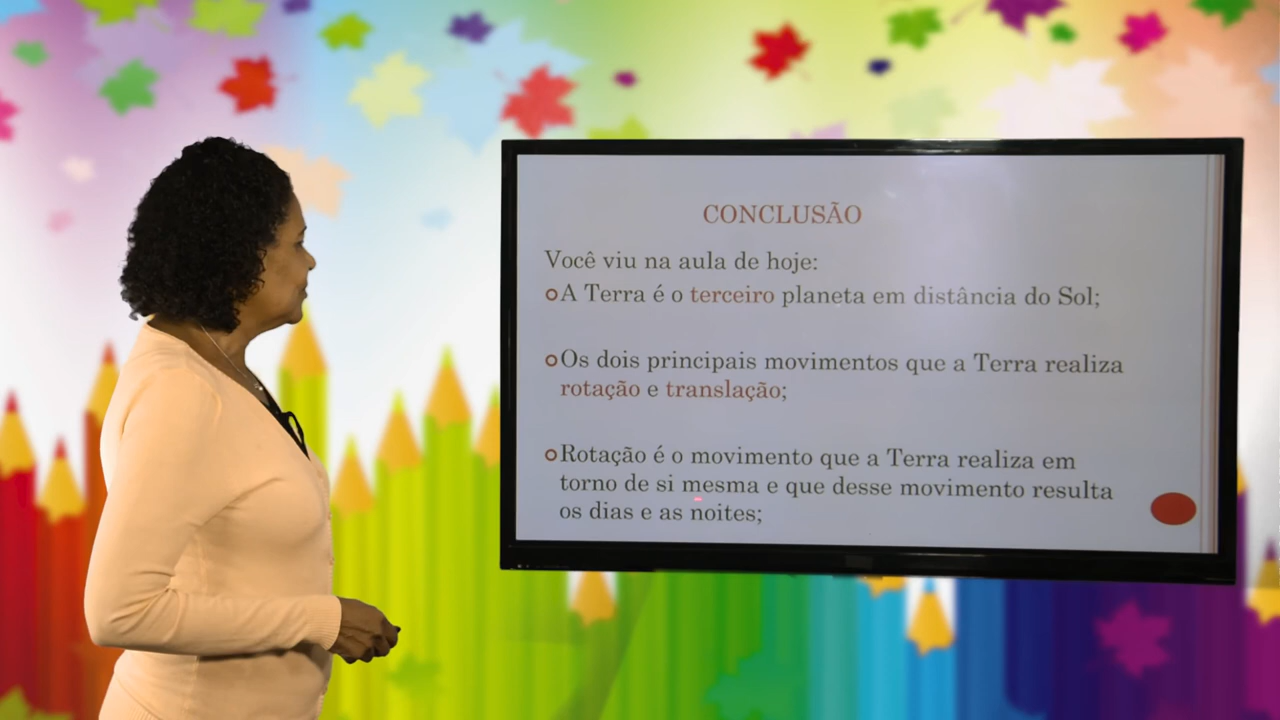 CONCLUSÃO
Você viu na aula de hoje:
A Terra é o terceiro planeta em distância do Sol;
Os dois principais movimentos que a Terra realiza
rotação e translação;
Rotação é o movimento que a Terra realiza em
torno de si mesma e que desse movimento resulta
os dias e as noites;